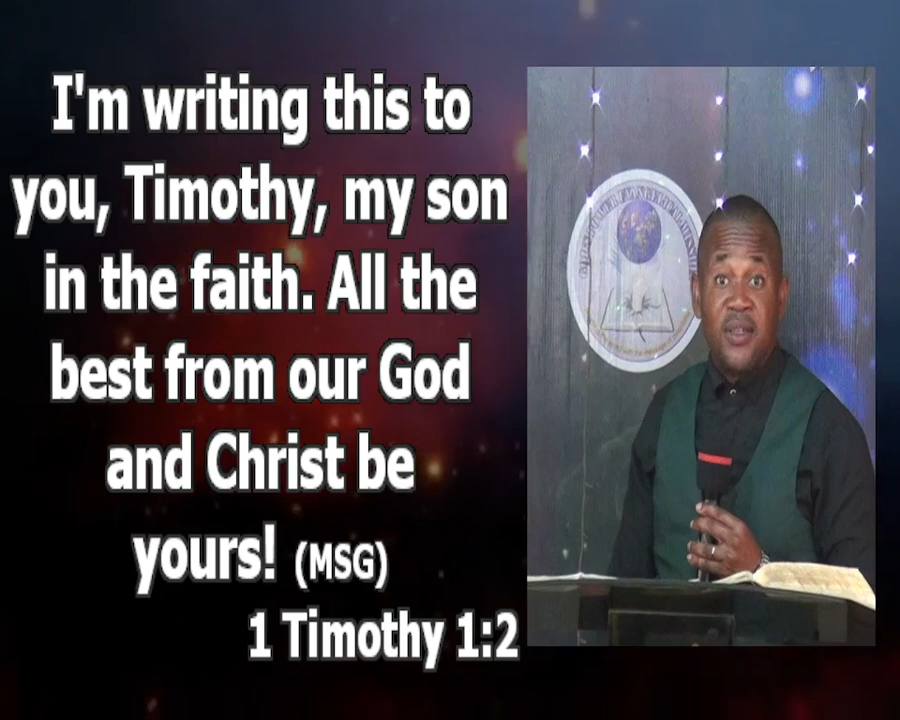 I'm writing this to
you, Timothy, my son
in the faith. All the
best from our God
and Christ be
yours! (MSG)
1 Timothy 1:2